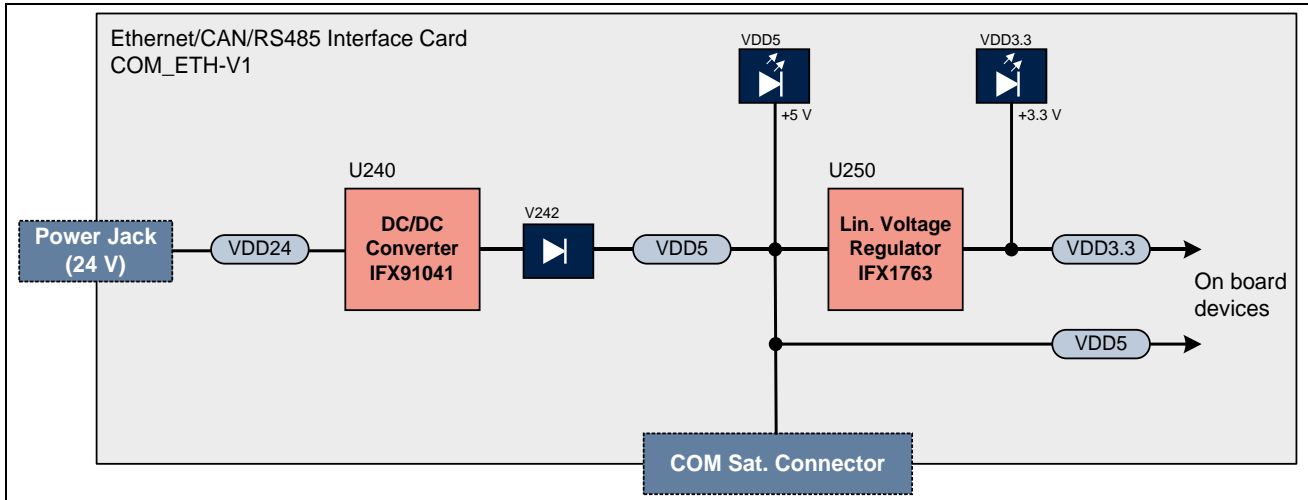 Ethernet/CAN/RS485 Interface Card
COM_ETH-V1
VDD5
+5 V
VDD3.3
+3.3 V
U240
DC/DC
Converter
IFX91041
V242
U250
Lin. Voltage
Regulator
IFX1763
Power Jack
(24 V)
VDD24
VDD5
VDD3.3
On board
devices
VDD5
COM Sat. Connector